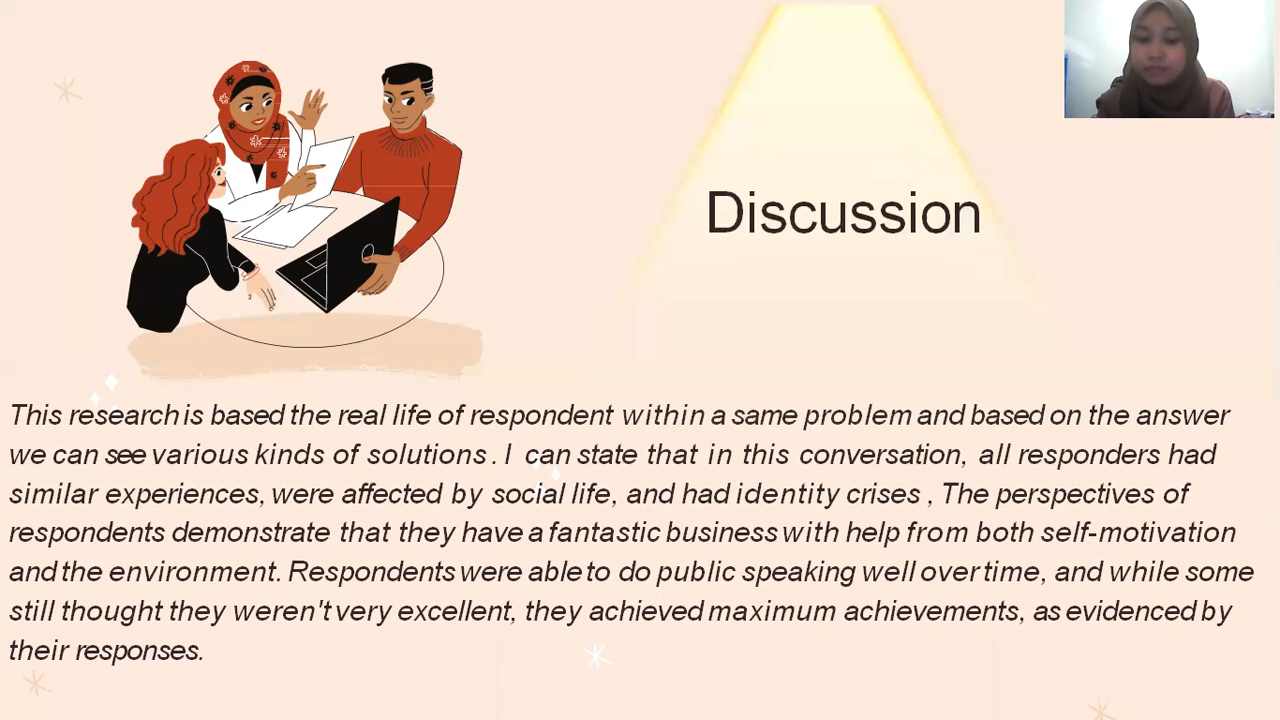 Discussion
This research is based the real life of respondent within a same problem and based on the answer
we can see various kinds of solutions . I can state that in this conversation, all responders had
similar experiences, were affected by social life, and had identity crises , The perspectives of
respondents demonstrate that they have a fantastic business with help from both self-motivation
and the environment. Respondents were able to do public speaking well over time, and while some
still thought they weren't very excellent, they achieved maximum achievements, as evidenced by
their responses.